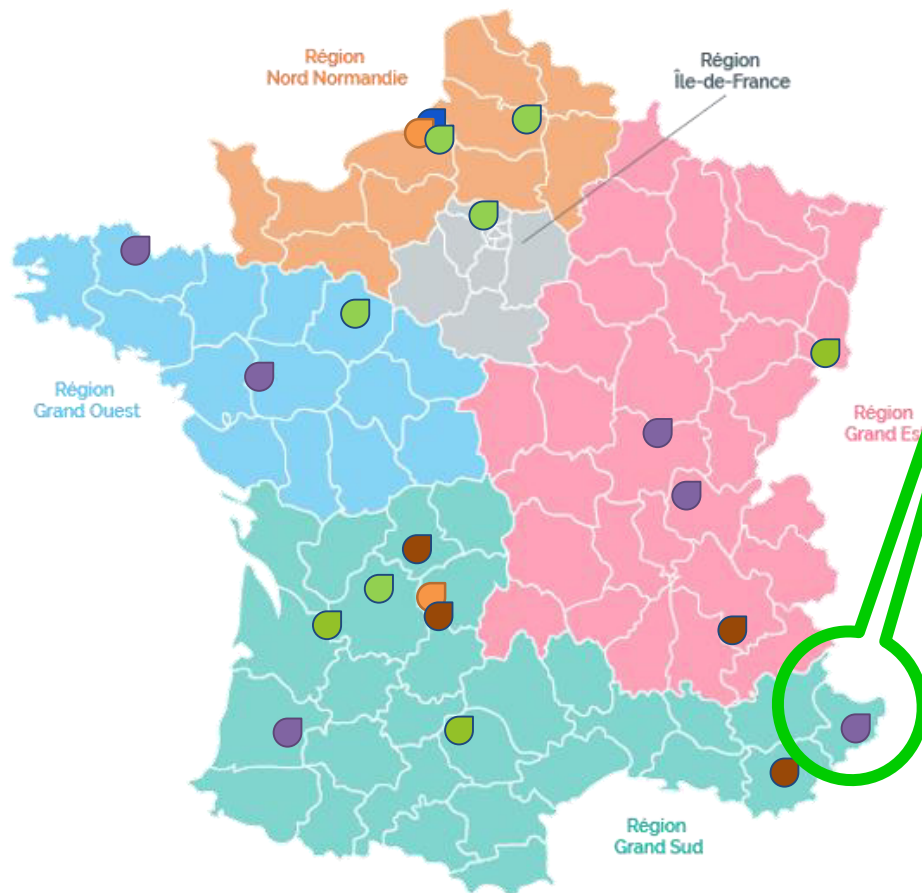 Région
Nord Normandie
Région
Île-de-France
Région
Grand Ouest
Région
Grand Es
Région
Grand Sud